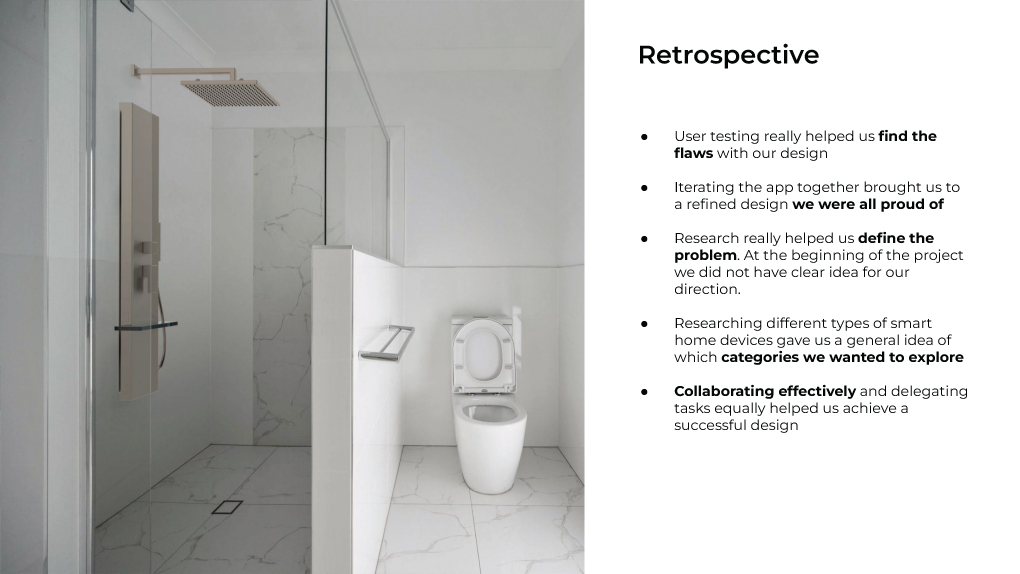 Retrospective
● User testing really helped us find the
flaws with our design
● Iterating the app together brought us to
a refined design we were all proud of
● Research really helped us define the
problem. At the beginning of the project
we did not have clear idea for our
direction.
● Researching different types of smart
home devices gave us a general idea of
which categories we wanted to explore
● Collaborating effectively and delegating
tasks equally helped us achieve a
successful design